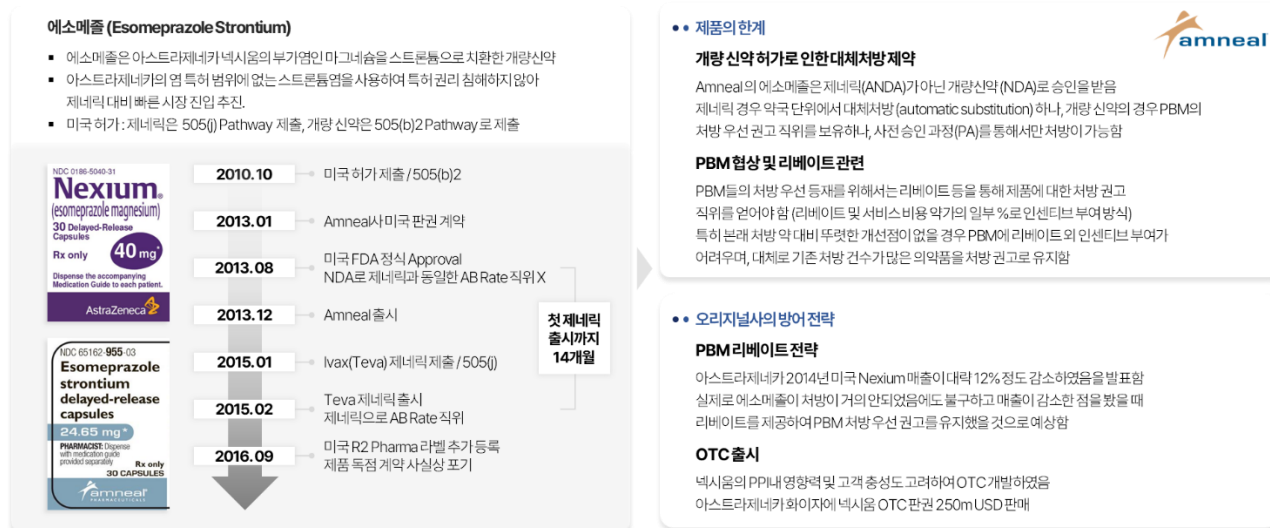 에소메졸 (Esomeprazole Strontium)
▪ 에소메졸은 아스트라제네카 넥시움의 부가염인 마그네슘을 스트론튬으로 치환한 개량신약
▪ 아스트라제네카의 염 특허 범위에 없는 스트론튬염을 사용하여 특허 권리 침해하지 않아
제네릭 대비 빠른 시장 진입 추진.
▪ 미국 허가 : 제네릭은 505(j) Pathway 제출, 개량 신약은 505(b)2 Pathway로 제출
NDC 0186-5040-31
Nexium®
(esomeprazole magnesium)
30 Delayed-Release
Capsules
Rx only
40 mg*
Dispense the accompanying
Medication Guide to each patient.
AstraZeneca
NDC 65162-955-03
Esomeprazole
strontium
delayed-release
capsules
24.65 mg*
PHARMACIST: Dispense
with medication guide
provided separately
Rx only
30 CAPSULES
amneal
PHARMACEUTICALS
2010.10 미국 허가 제출 / 505(b)2
2013.01 Amneal사 미국 판권 계약
2013.08 미국 FDA 정식 Approval
NDA로 제네릭과 동일한 AB Rate 직위 X
2013.12 Amneal 출시
2015.01 Ivax(Teva) 제네릭 제출 / 505(j)
2015.02 Teva 제네릭 출시
제네릭으로 AB Rate 직위
2016.09 미국 R2 Pharma 라벨 추가 등록
제품 독점 계약 사실상 포기
첫 제네릭
출시까지
14개월
•• 제품의 한계
amneal
개량 신약 허가로 인한 대체처방 제약
Amneal의 에소메졸은 제네릭(ANDA)가 아닌 개량신약 (NDA)로 승인을 받음
제네릭 경우 약국 단위에서 대체처방 (automatic substitution) 하나, 개량 신약의 경우 PBM의
처방 우선 권고 직위를 보유하나, 사전 승인 과정(PA)를 통해서만 처방이 가능함
PBM 협상 및 리베이트 관련
PBM들의 처방 우선 등재를 위해서는 리베이트 등을 통해 제품에 대한 처방 권고
직위를 얻어야 함 (리베이트 및 서비스 비용 약가의 일부 %로 인센티브 부여 방식)
특히 본래 처방 약 대비 뚜렷한 개선점이 없을 경우 PBM에 리베이트 외 인센티브 부여가
어려우며, 대체로 기존 처방 건수가 많은 의약품을 처방 권고로 유지함
•• 오리지널사의 방어 전략
PBM 리베이트 전략
아스트라제네카 2014년 미국 Nexium 매출이 대략 12% 정도 감소하였음을 발표함
실제로 에소메졸이 처방이 거의 안되었음에도 불구하고 매출이 감소한 점을 봤을 때
리베이트를 제공하여 PBM 처방 우선 권고를 유지했을 것으로 예상함
OTC 출시
넥시움의 PPI내 영향력 및 고객 충성도 고려하여 OTC 개발하였음
아스트라제네카 화이자에 넥시움 OTC 판권 250m USD 판매